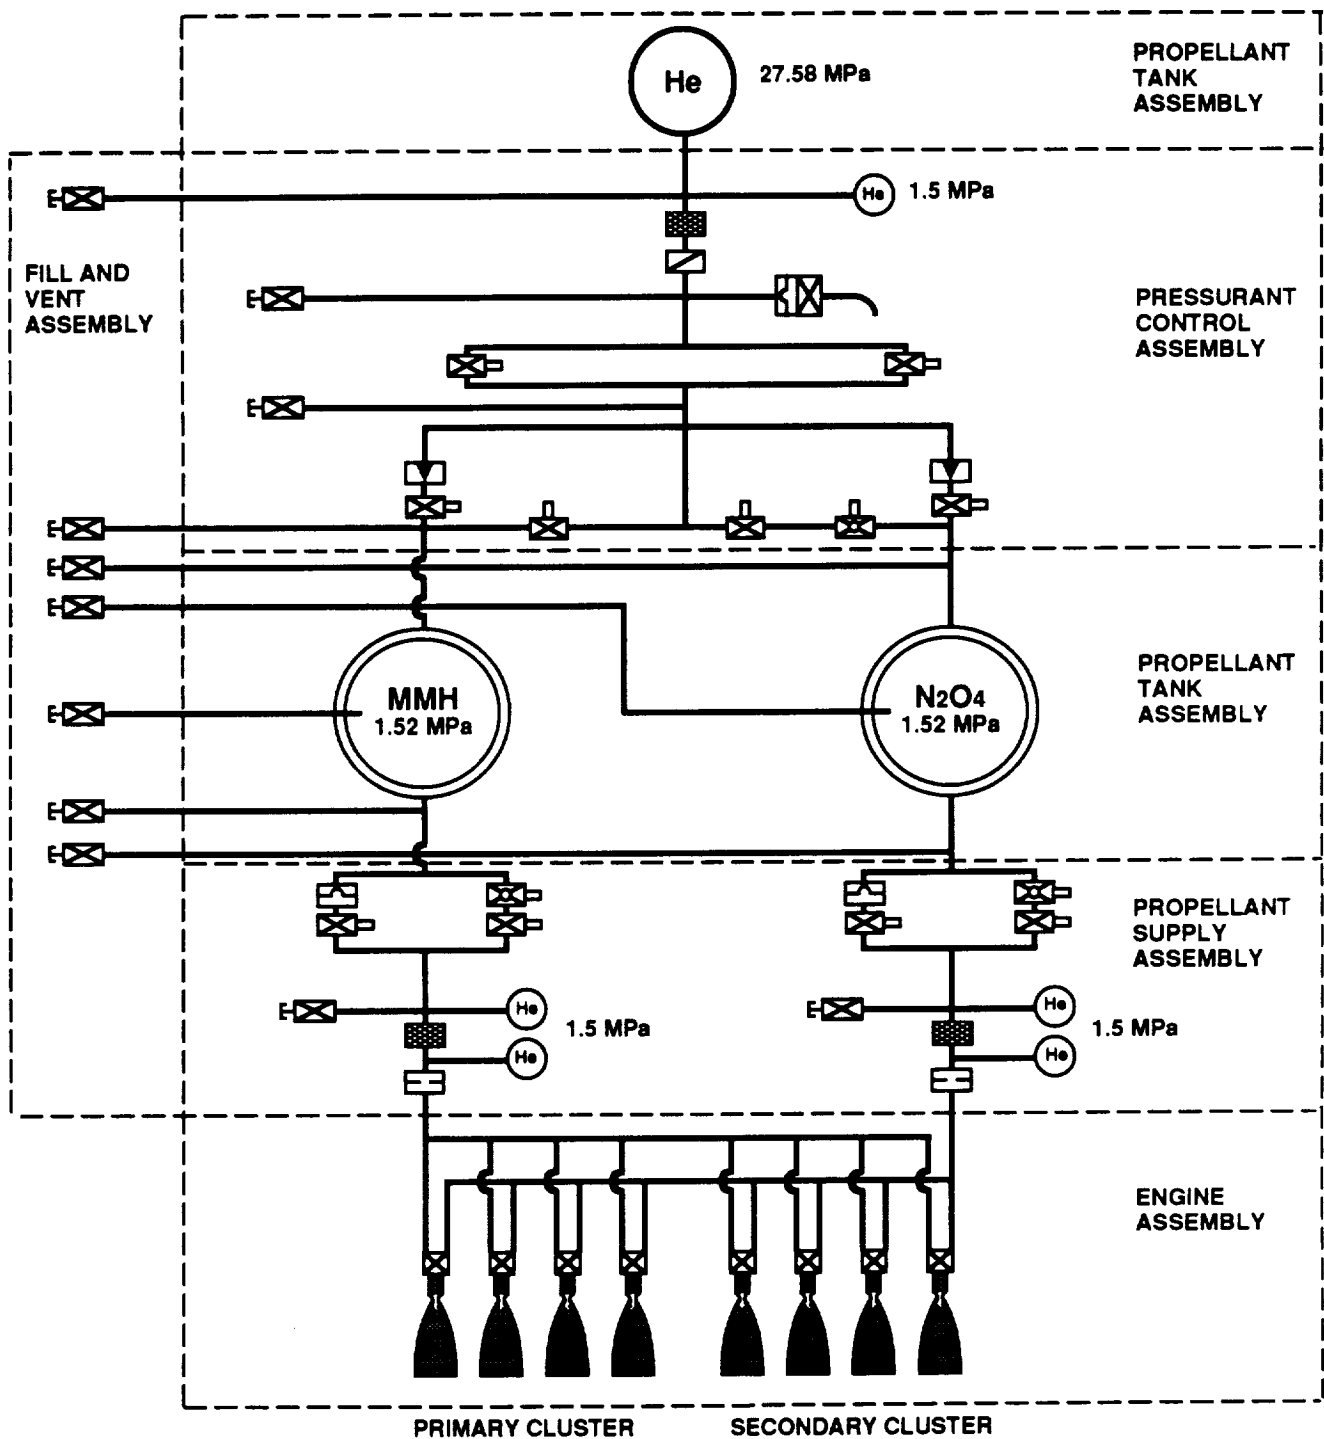 He
27.58 MPa
PROPELLANT
TANK
ASSEMBLY
He
1.5 MPa
FILL AND
VENT
ASSEMBLY
PRESSURANT
CONTROL
ASSEMBLY
MMH
1.52 MPa
N2O4
1.52 MPa
PROPELLANT
TANK
ASSEMBLY
PROPELLANT
SUPPLY
ASSEMBLY
He
1.5 MPa
He
He
1.5 MPa
He
ENGINE
ASSEMBLY
PRIMARY CLUSTER
SECONDARY CLUSTER